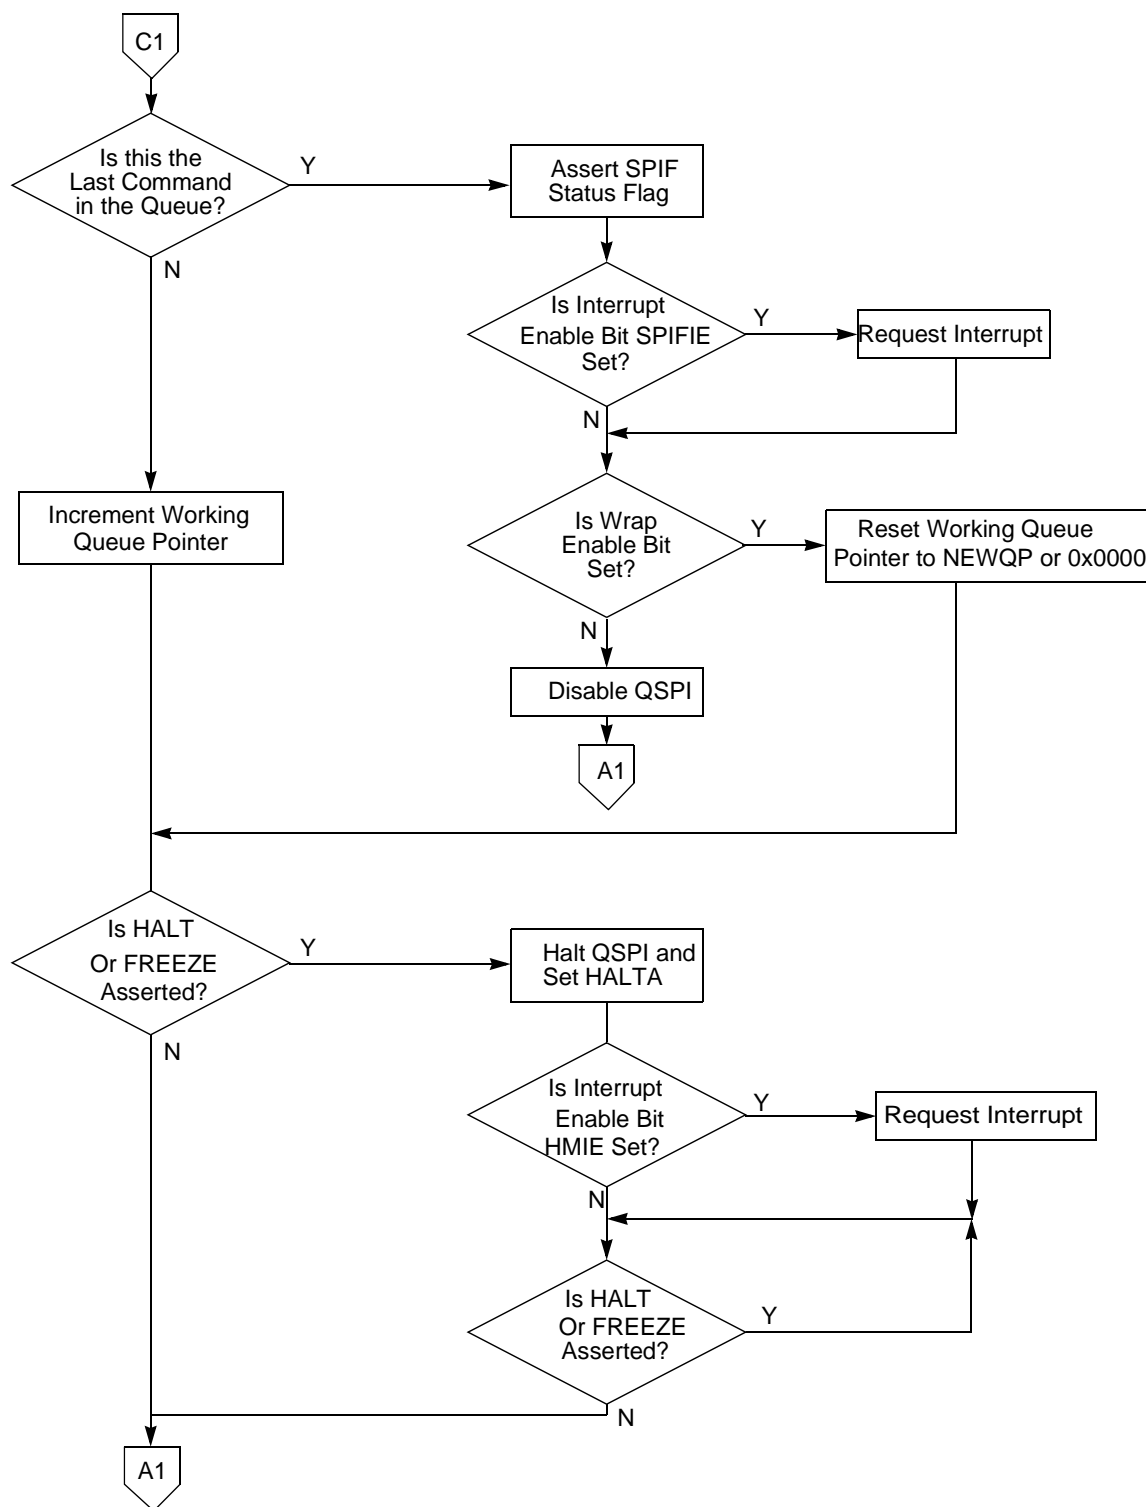 C1
Is this the
Last Command
in the Queue?
Y
Assert SPIF
Status Flag
N
Is Interrupt
Enable Bit SPIFIE
Set?
Y
Request Interrupt
N
Increment Working
Queue Pointer
Is Wrap
Enable Bit
Set?
Y
Reset Working Queue
Pointer to NEWQP or 0x0000
N
Disable QSPI
A1
Is HALT
Or FREEZE
Asserted?
Y
Halt QSPI and
Set HALTA
N
Is Interrupt
Enable Bit
HMIE Set?
Y
Request Interrupt
N
Is HALT
Or FREEZE
Asserted?
Y
N
A1